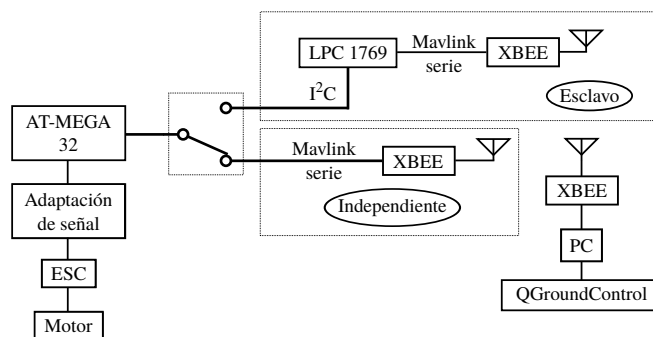 LPC 1769
Mavlink
serie
XBEE
I²C
Esclavo
AT-MEGA
32
Mavlink
serie
XBEE
Independiente
Adaptación
de señal
ESC
Motor
XBEE
PC
QGroundControl